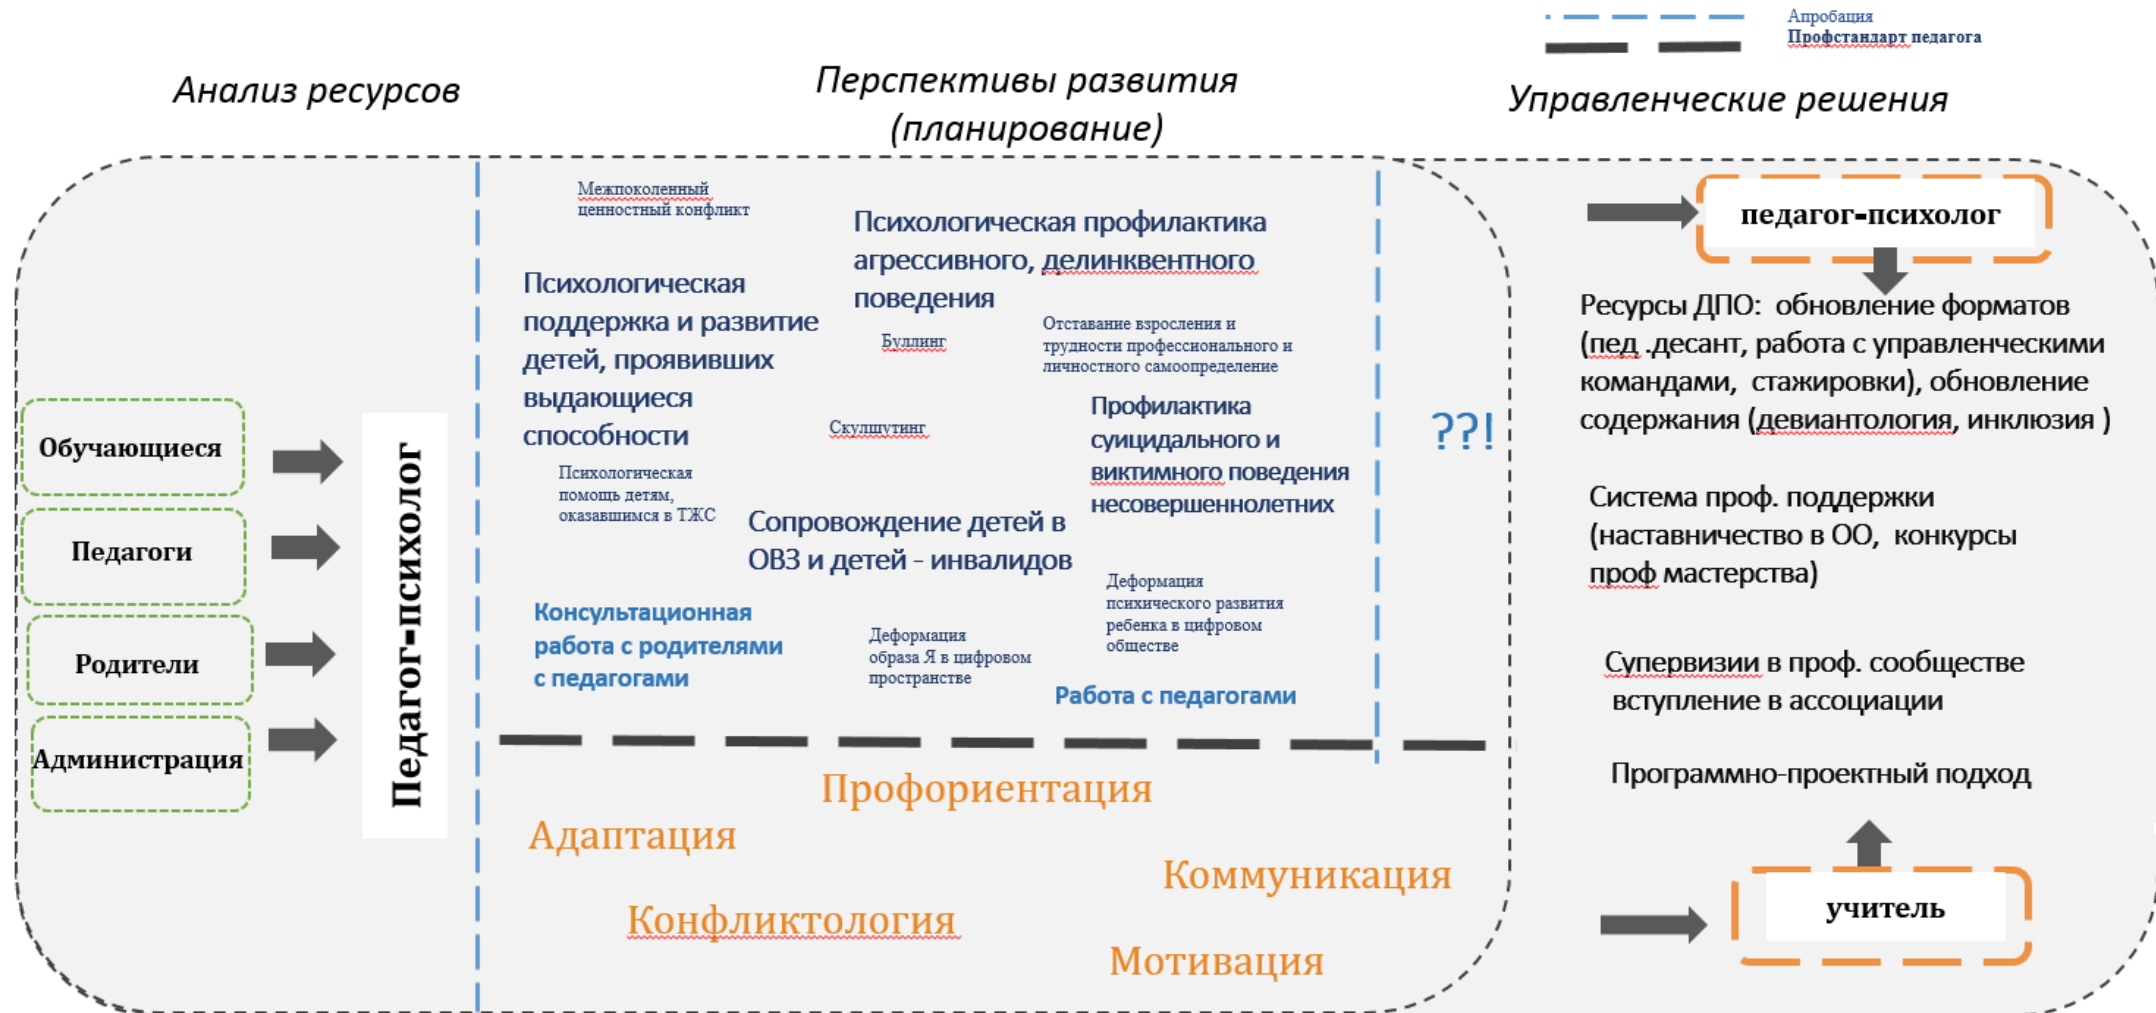 Апробация
Профстандарт педагога
Анализ ресурсов
Перспективы развития
(планирование)
Управленческие решения
Обучающиеся
Педагоги
Родители
Администрация
Педагог-психолог
Межпоколенный
ценностный конфликт
Психологическая профилактика
агрессивного, делинквентного
поведения
Психологическая
поддержка и развитие
детей, проявивших
выдающиеся
способности
Буллинг
Отставание взросления и
трудности профессионального и
личностного самоопределение
Скулшутинг
Профилактика
суицидального и
виктимного поведения
несовершеннолетних
Психологическая
помощь детям,
оказавшимся в ТЖС
Сопровождение детей в
ОВЗ и детей - инвалидов
Консультационная
работа с родителями
с педагогами
Деформация
образа Я в цифровом
пространстве
Деформация
психического развития
ребенка в цифровом
обществе
Работа с педагогами
??!
Профориентация
Адаптация
Коммуникация
Конфликтология
Мотивация
педагог-психолог
Ресурсы ДПО:  обновление форматов
(пед .десант, работа с управленческими
командами,  стажировки), обновление
содержания (девиантология, инклюзия )
Система проф. поддержки
(наставничество в ОО,  конкурсы
проф мастерства)
Супервизии в проф. сообществе
вступление в ассоциации
Программно-проектный подход
учитель